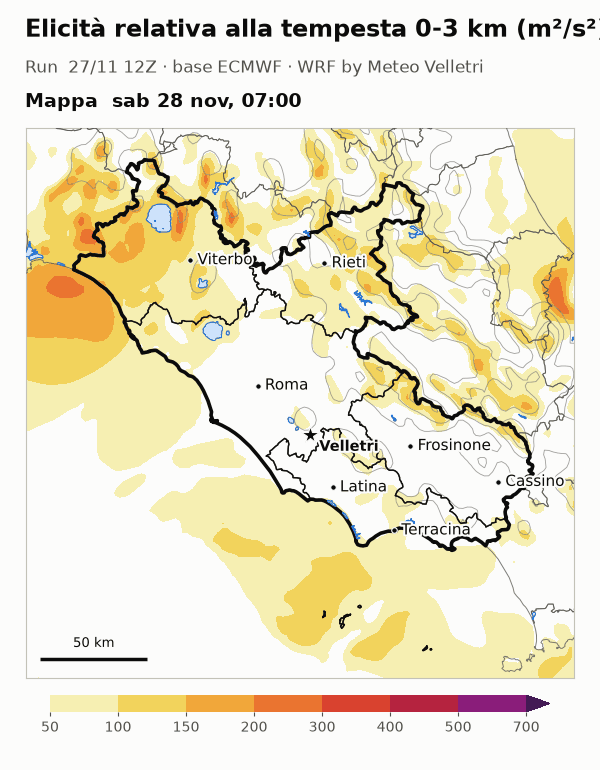 Elicità relativa alla tempesta 0-3 km (m²/s²)
Run 27/11 12Z · base ECMWF · WRF by Meteo Velletri
Mappa sab 28 nov, 07:00
Viterbo
Rieti
Roma
Velletri
Frosinone
Cassino
Latina
Terracina
50 km
50 100 150 200 300 400 500 700